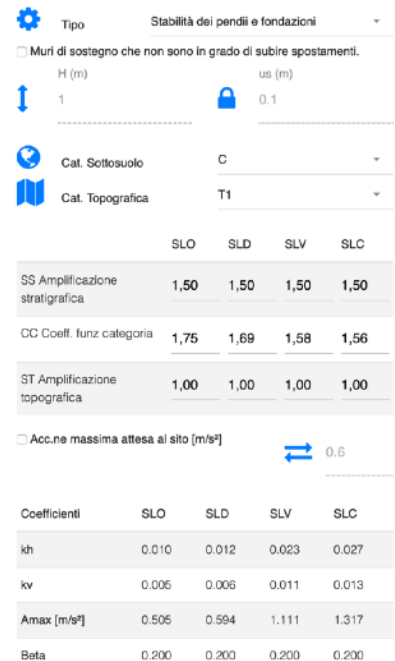 Tipo Stabilità dei pendii e fondazioni
Muri di sostegno che non sono in grado di subire spostamenti.
H (m) us (m)
1 0.1
Cat. Sottosuolo C
Cat. Topografica T1
SLO SLD SLV SLC
SS Amplificazione
stratigrafica 1,50 1,50 1,50 1,50
CC Coeff. funz categoria 1,75 1,69 1,58 1,56
ST Amplificazione
topografica 1,00 1,00 1,00 1,00
Acc.ne massima attesa al sito [m/s²]
0.6
Coefficienti SLO SLD SLV SLC
kh 0.010 0.012 0.023 0.027
kv 0.005 0.006 0.011 0.013
Amax [m/s²] 0.505 0.594 1.111 1.317
Beta 0.200 0.200 0.200 0.200